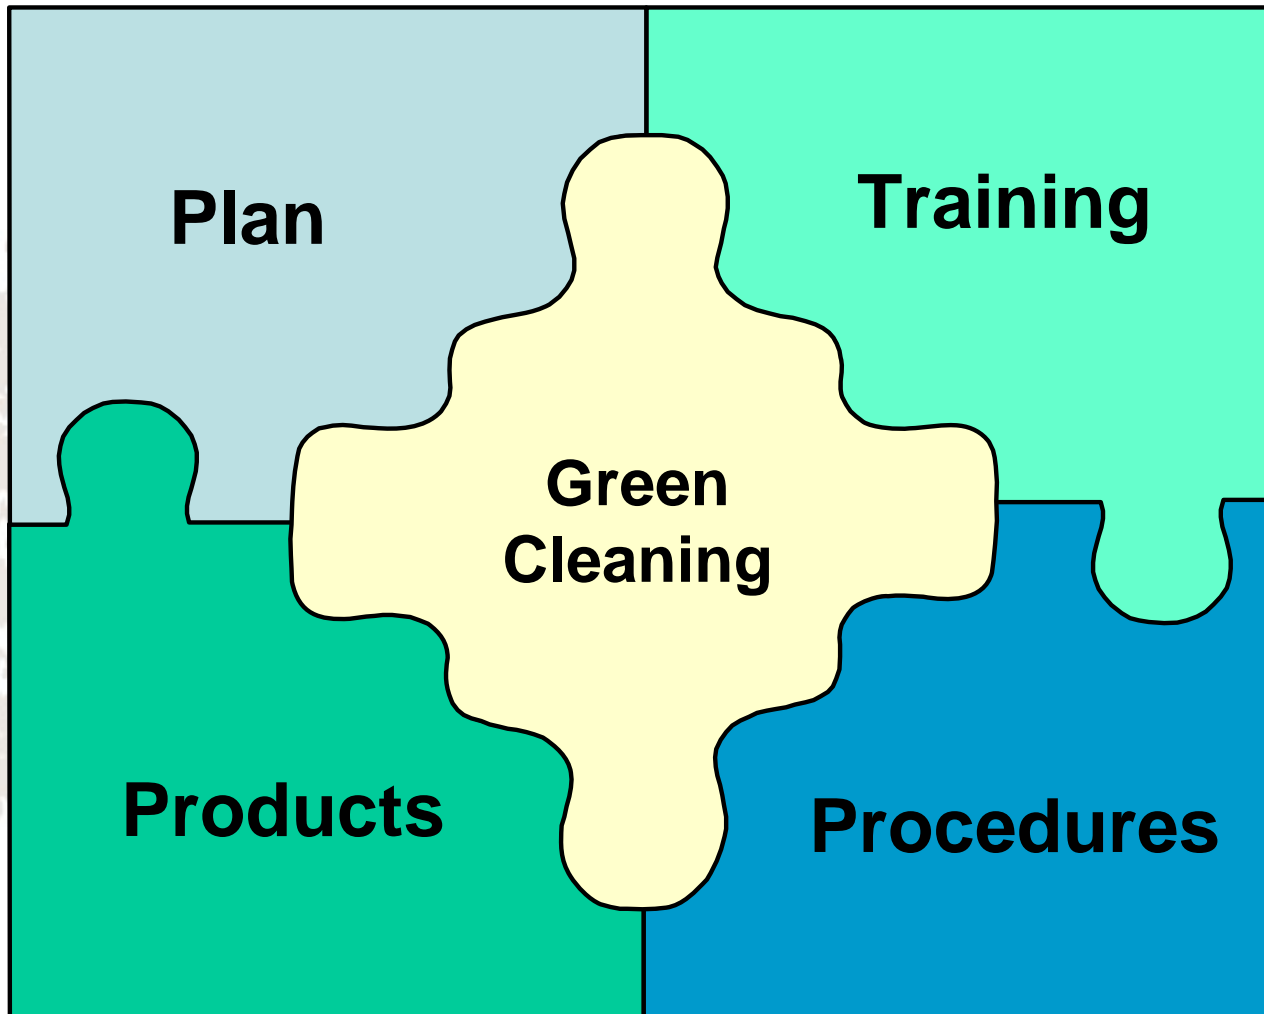 Plan
Training
Green
Cleaning
Products
Procedures